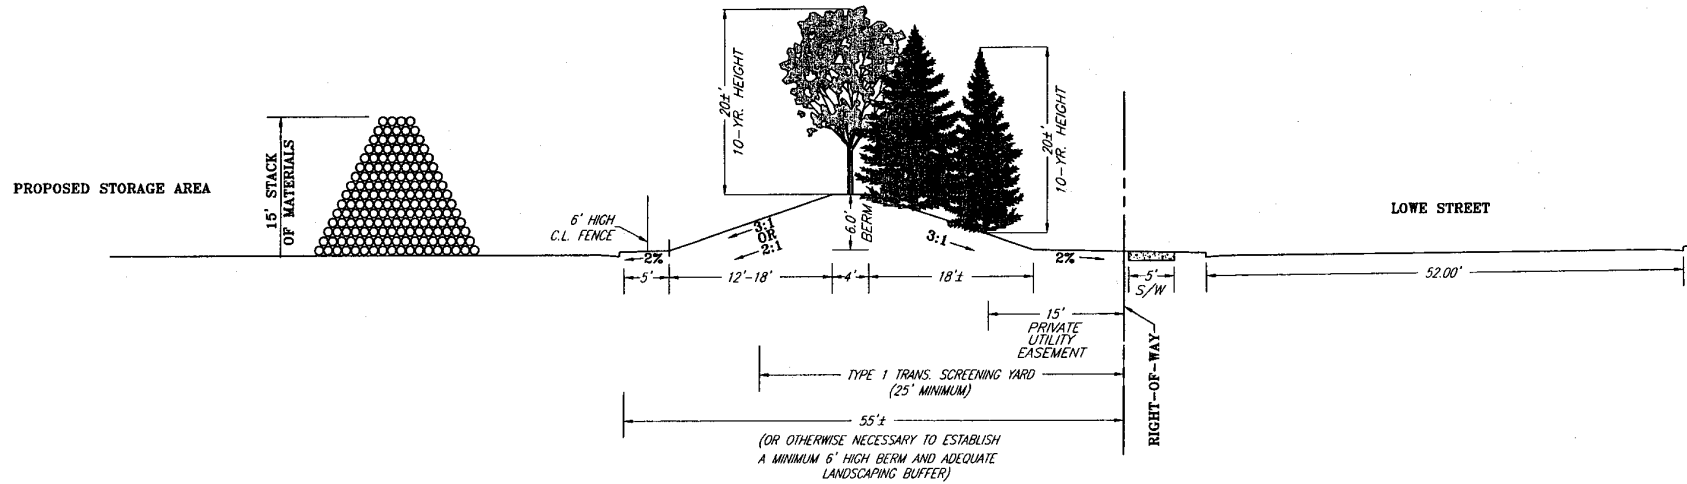 PROPOSED STORAGE AREA
15' STACK
OF MATERIALS
6' HIGH
C.L. FENCE
2%
5'
3:1
OR
2:1
12'-18'
20±'
10-YR. HEIGHT
6.0'
BERM
4'
3:1
18'±
20±'
10-YR. HEIGHT
2%
5'
S/W
LOWE STREET
52.00'
15'
PRIVATE
UTILITY
EASEMENT
TYPE 1 TRANS. SCREENING YARD
(25' MINIMUM)
55'±
(OR OTHERWISE NECESSARY TO ESTABLISH
A MINIMUM 6' HIGH BERM AND ADEQUATE
LANDSCAPING BUFFER)
RIGHT-OF-WAY